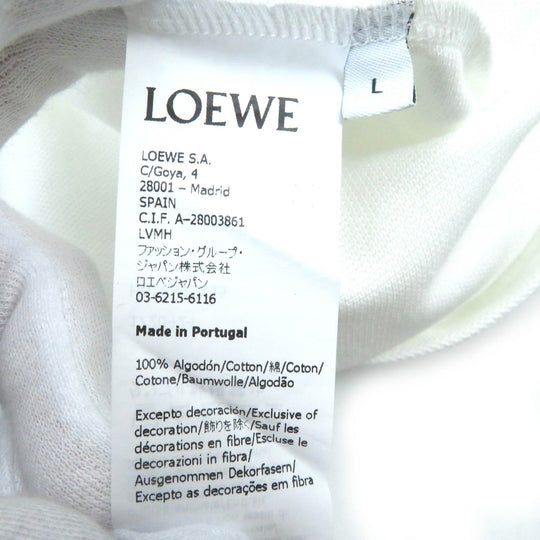 LOEWE
L
LOEWE S.A.
C/Goya, 4
28001 – Madrid
SPAIN
C.I.F. A-28003861
LVMH
ファッション・グループ・
ジャパン株式会社
ロエベジャパン
03-6215-6116
Made in Portugal
100% Algodón/Cotton/綿/Coton/
Cotone/Baumwolle/Algodão
Excepto decoración/Exclusive of
decoration/飾りを除く/Sauf les
décorations en fibre/Escluse le
decorazioni in fibra/
Ausgenommen Dekorfasern/
Excepto as decorações em fibra